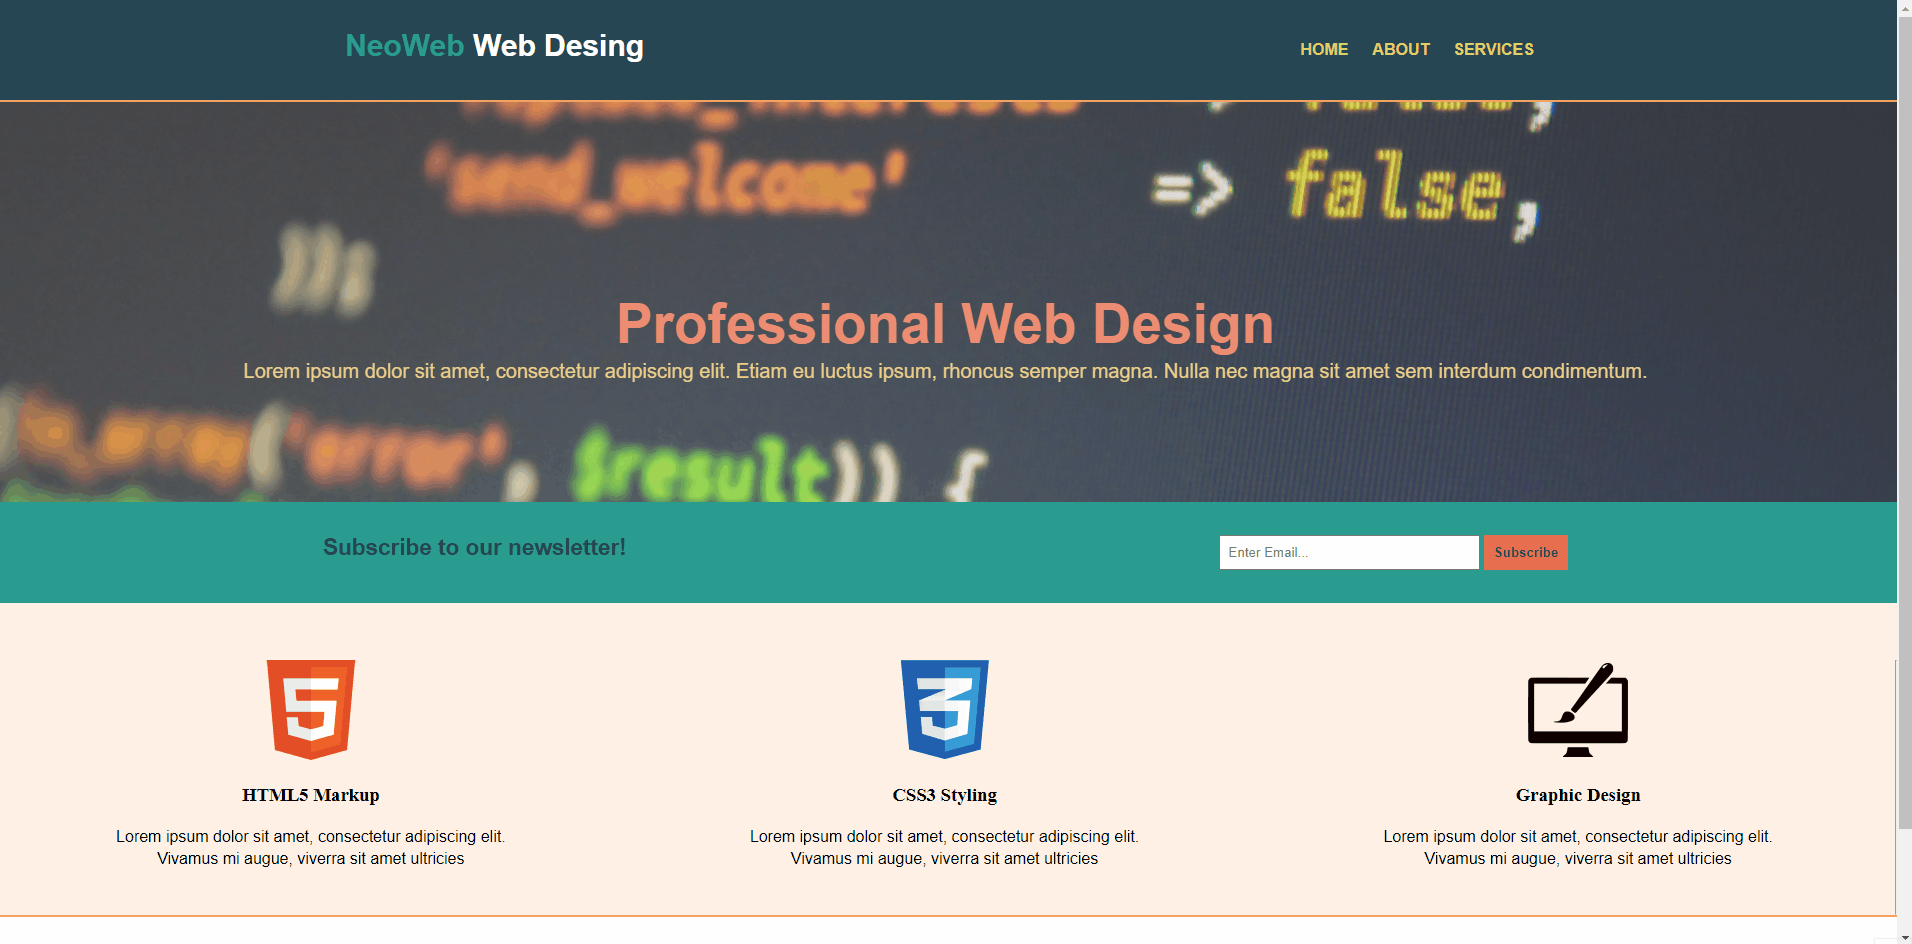 NeoWeb Web Desing
HOME ABOUT SERVICES
'send_welcome' => false,
)));
Professional Web Design
Lorem ipsum dolor sit amet, consectetur adipiscing elit. Etiam eu luctus ipsum, rhoncus semper magna. Nulla nec magna sit amet sem interdum condimentum.
('error', $result)) {
Subscribe to our newsletter!
Enter Email...
Subscribe
HTML5 Markup
Lorem ipsum dolor sit amet, consectetur adipiscing elit.
Vivamus mi augue, viverra sit amet ultricies
CSS3 Styling
Lorem ipsum dolor sit amet, consectetur adipiscing elit.
Vivamus mi augue, viverra sit amet ultricies
Graphic Design
Lorem ipsum dolor sit amet, consectetur adipiscing elit.
Vivamus mi augue, viverra sit amet ultricies